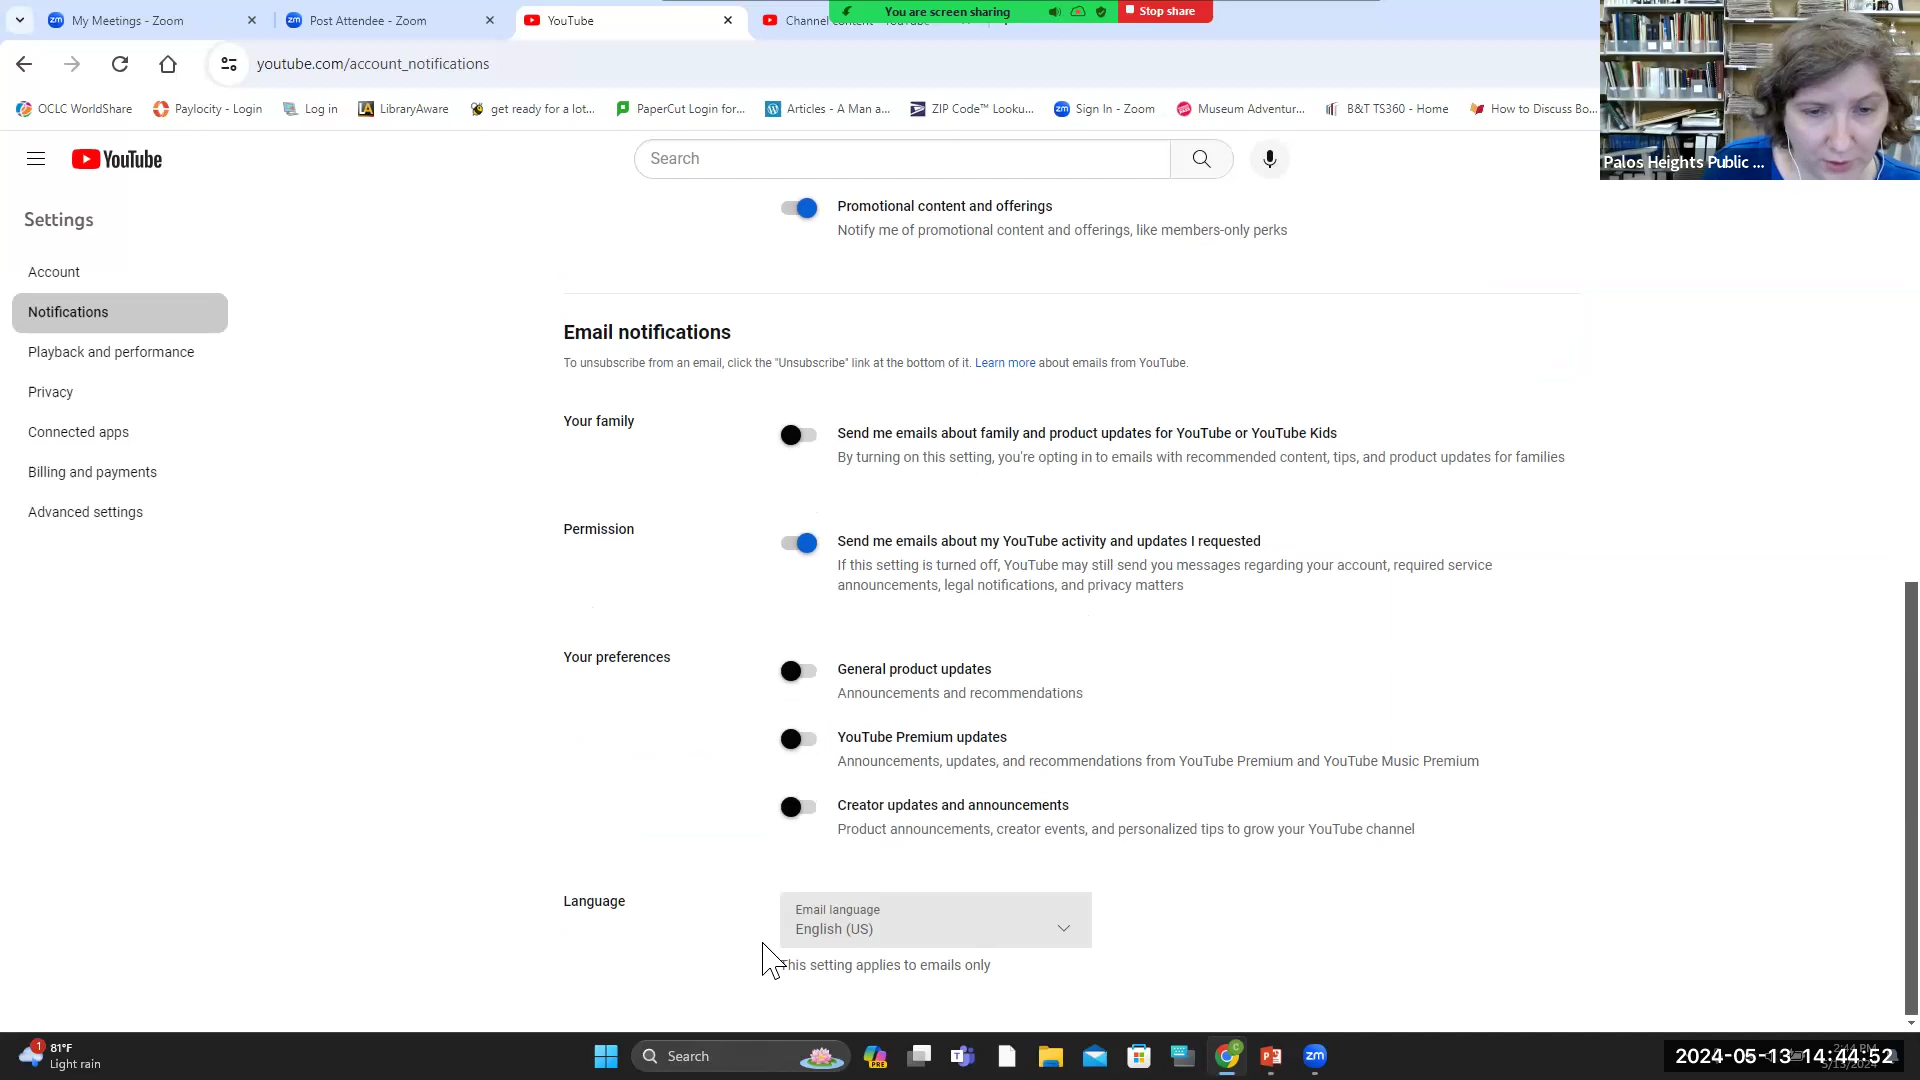 My Meetings - Zoom
Post Attendee - Zoom
YouTube
Channel content - YouTube
You are screen sharing
Stop share
youtube.com/account_notifications
OCLC WorldShare
Paylocity - Login
Log in
LibraryAware
get ready for a lot...
PaperCut Login for...
Articles - A Man a...
ZIP Code™ Looku...
Sign In - Zoom
Museum Adventur...
B&T TS360 - Home
How to Discuss Bo...
Palos Heights Public ...
YouTube
Search
Settings
Account
Notifications
Playback and performance
Privacy
Connected apps
Billing and payments
Advanced settings
Promotional content and offerings
Notify me of promotional content and offerings, like members-only perks
Email notifications
To unsubscribe from an email, click the "Unsubscribe" link at the bottom of it. Learn more about emails from YouTube.
Your family
Send me emails about family and product updates for YouTube or YouTube Kids
By turning on this setting, you're opting in to emails with recommended content, tips, and product updates for families
Permission
Send me emails about my YouTube activity and updates I requested
If this setting is turned off, YouTube may still send you messages regarding your account, required service
announcements, legal notifications, and privacy matters
Your preferences
General product updates
Announcements and recommendations
YouTube Premium updates
Announcements, updates, and recommendations from YouTube Premium and YouTube Music Premium
Creator updates and announcements
Product announcements, creator events, and personalized tips to grow your YouTube channel
Language
Email language
English (US)
This setting applies to emails only
1
81°F
Light rain
Search
2024-05-13 14:44:52